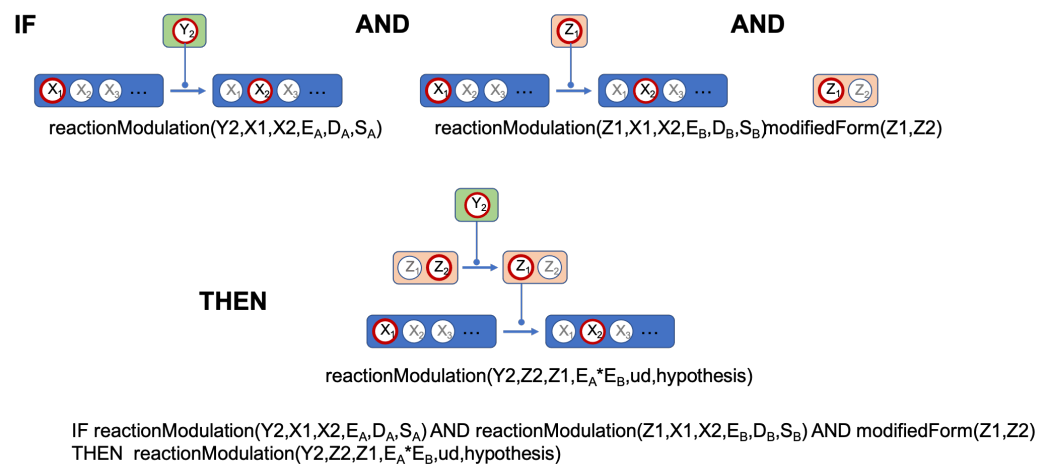 IF AND AND
Y2 Z1
X1 X2 X3 ... X1 X2 X3 ... X1 X2 X3 ... X1 X2 X3 ... Z1 Z2
reactionModulation(Y2,X1,X2,EA,DA,SA) reactionModulation(Z1,X1,X2,EB,DB,SB)modifiedForm(Z1,Z2)
Y2
Z1 Z2 Z1 Z2
THEN
X1 X2 X3 ... X1 X2 X3 ...
reactionModulation(Y2,Z2,Z1,EA*EB,ud,hypothesis)
IF reactionModulation(Y2,X1,X2,EA,DA,SA) AND reactionModulation(Z1,X1,X2,EB,DB,SB) AND modifiedForm(Z1,Z2)
THEN reactionModulation(Y2,Z2,Z1,EA*EB,ud,hypothesis)